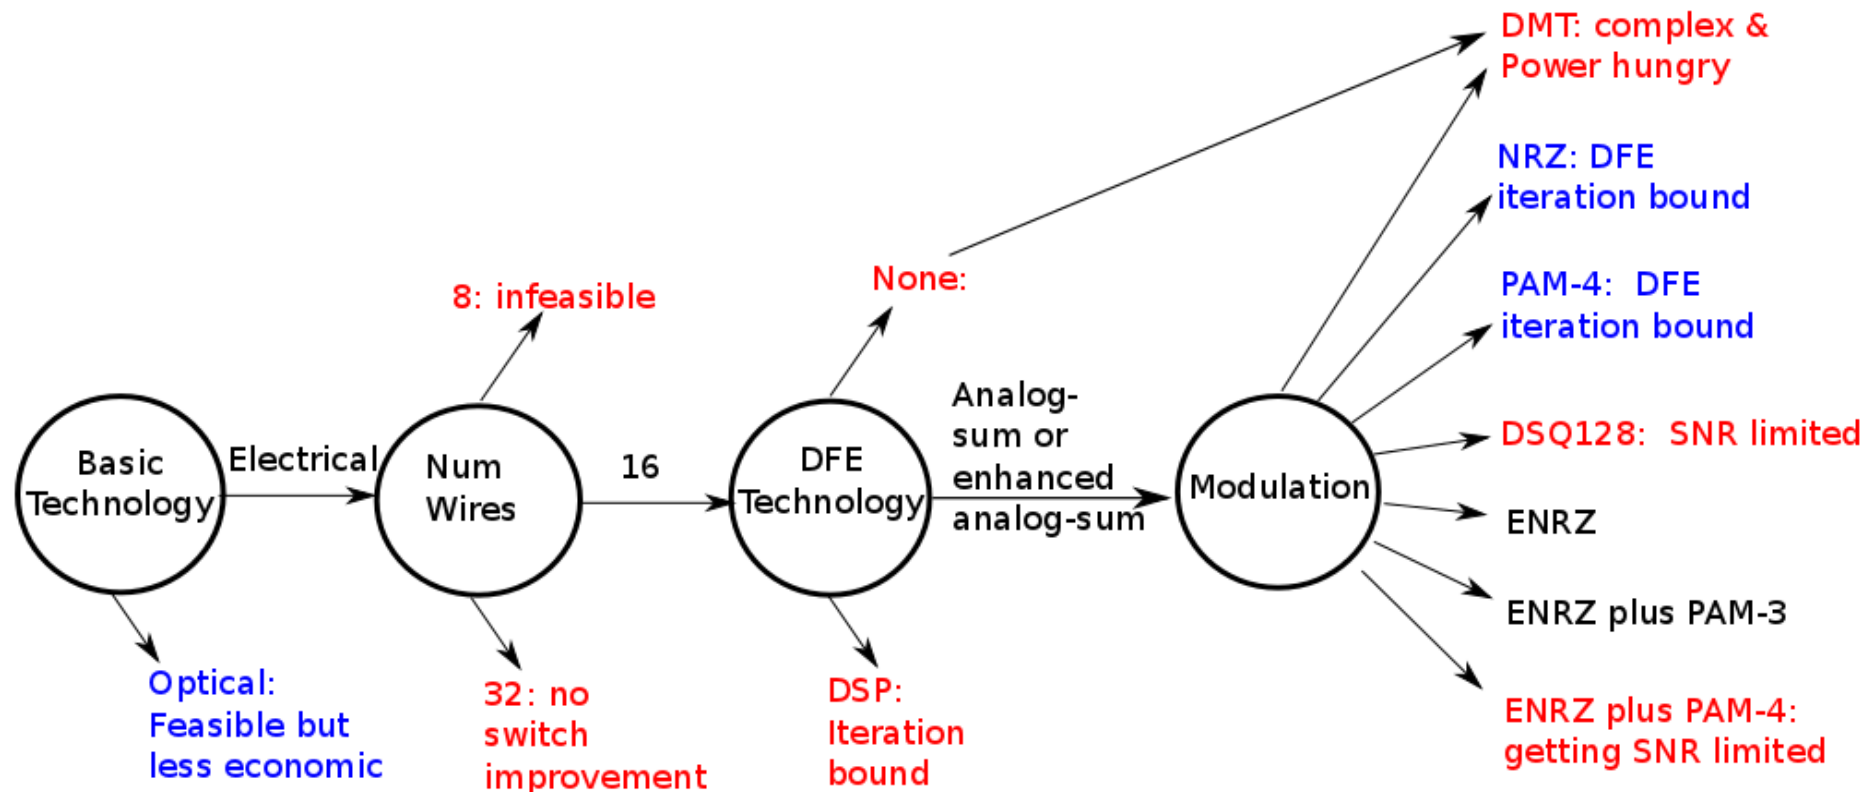 DMT: complex &
Power hungry
NRZ: DFE
iteration bound
None:
PAM-4:  DFE
iteration bound
8: infeasible
Analog-
sum or
enhanced
analog-sum
DSQ128:  SNR limited
Basic
Technology
Electrical
Num
Wires
16
DFE
Technology
Modulation
ENRZ
ENRZ plus PAM-3
Optical:
Feasible but
less economic
32: no
switch
improvement
DSP:
Iteration
bound
ENRZ plus PAM-4:
getting SNR limited